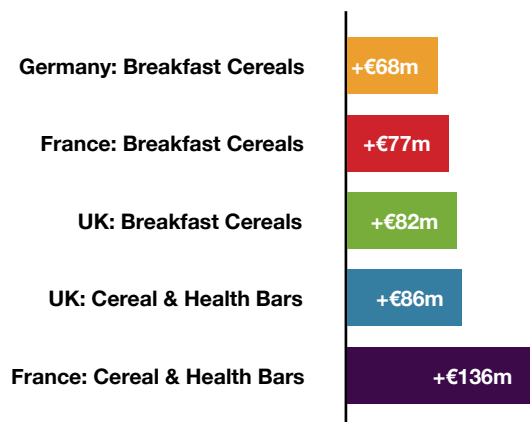 Germany: Breakfast Cereals +€68m
France: Breakfast Cereals +€77m
UK: Breakfast Cereals +€82m
UK: Cereal & Health Bars +€86m
France: Cereal & Health Bars +€136m